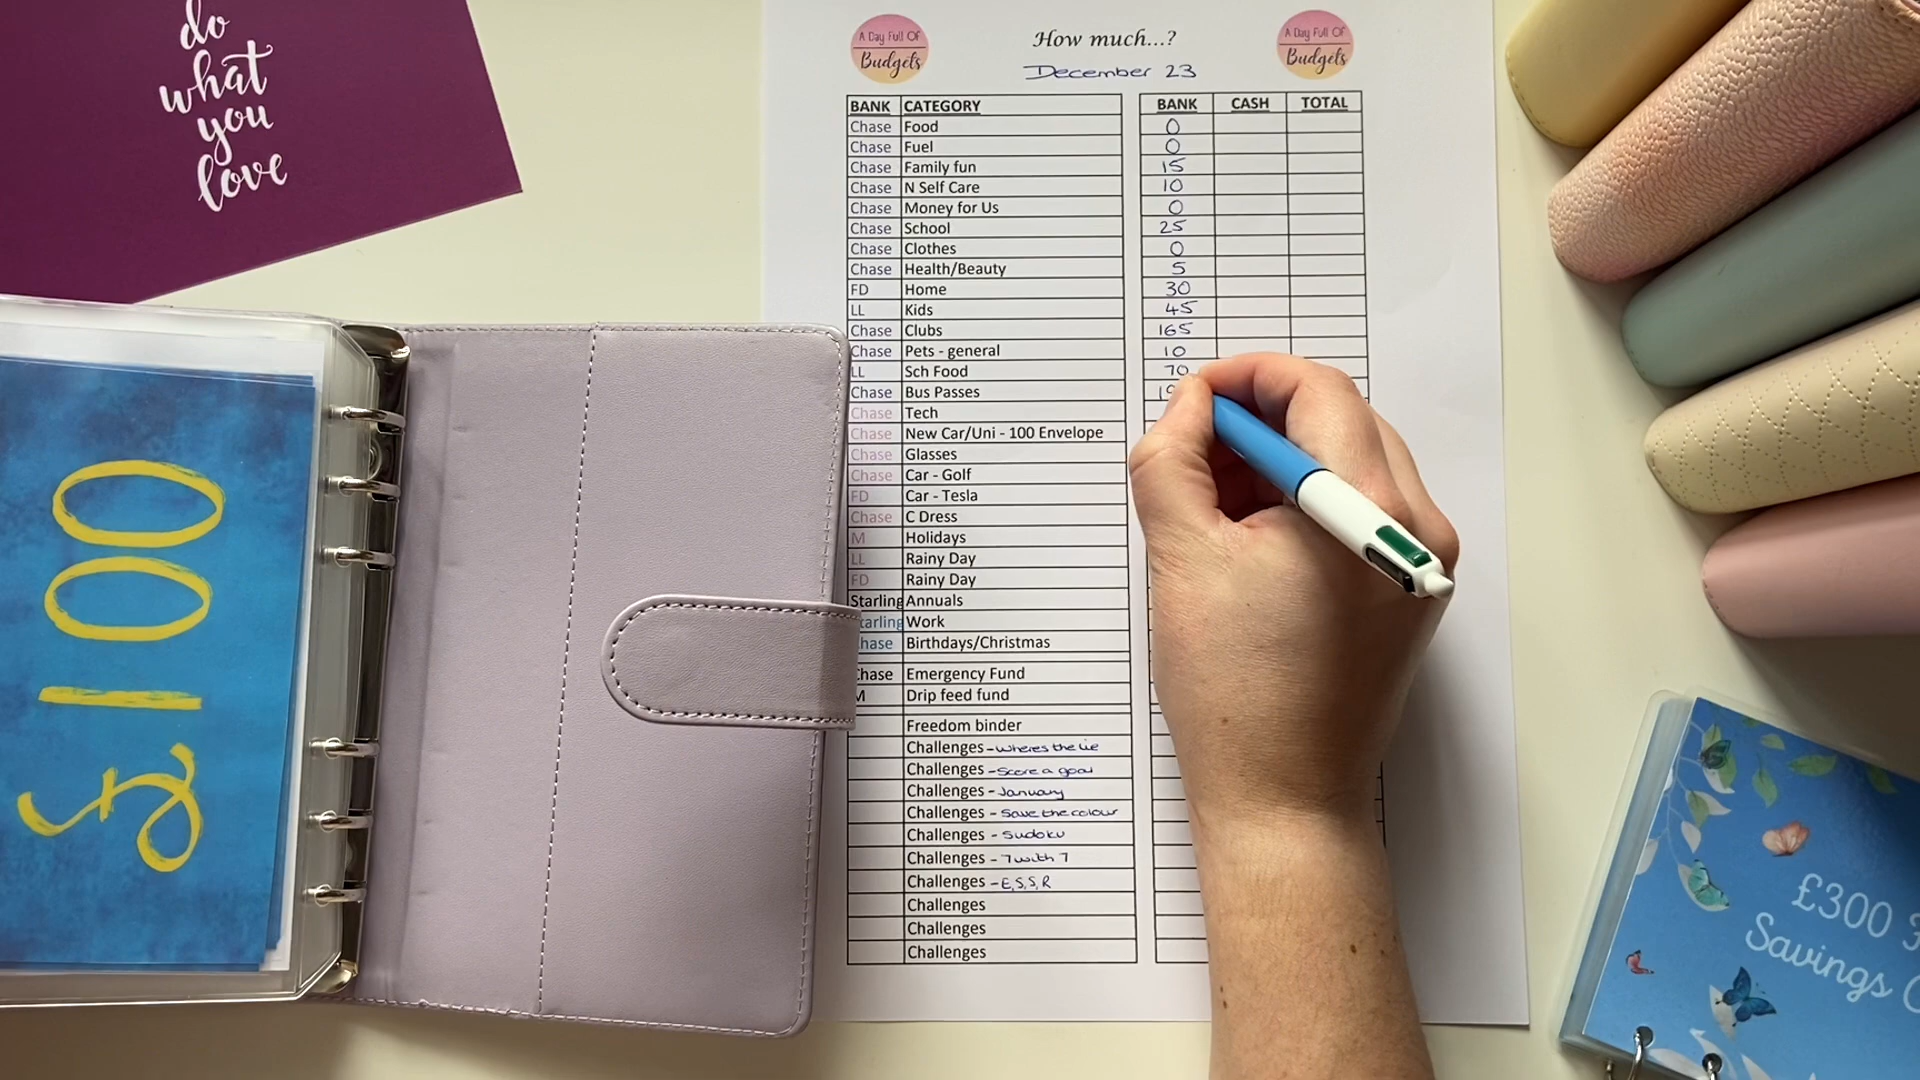 do
what
you
love
A Day Full Of
Budgets
How much...?
A Day Full Of
Budgets
December 23
BANK CATEGORY BANK CASH TOTAL
Chase Food 0
Chase Fuel 0
Chase Family fun 15
Chase N Self Care 10
Chase Money for Us 0
Chase School 25
Chase Clothes 0
Chase Health/Beauty 5
FD Home 30
LL Kids 45
Chase Clubs 165
Chase Pets - general 10
LL Sch Food 70
Chase Bus Passes
Chase Tech
Chase New Car/Uni - 100 Envelope
Chase Glasses
Chase Car - Golf
FD Car - Tesla
Chase C Dress
M Holidays
LL Rainy Day
FD Rainy Day
Starling Annuals
Work
Birthdays/Christmas
Chase Emergency Fund
M Drip feed fund
Freedom binder
Challenges - wheres the lie
Challenges - Score a goal
Challenges - January
Challenges - Save the colour
Challenges - Sudoku
Challenges - 7 with 7
Challenges - E, S, S, R
Challenges
Challenges
Challenges
£100
£300
Savings